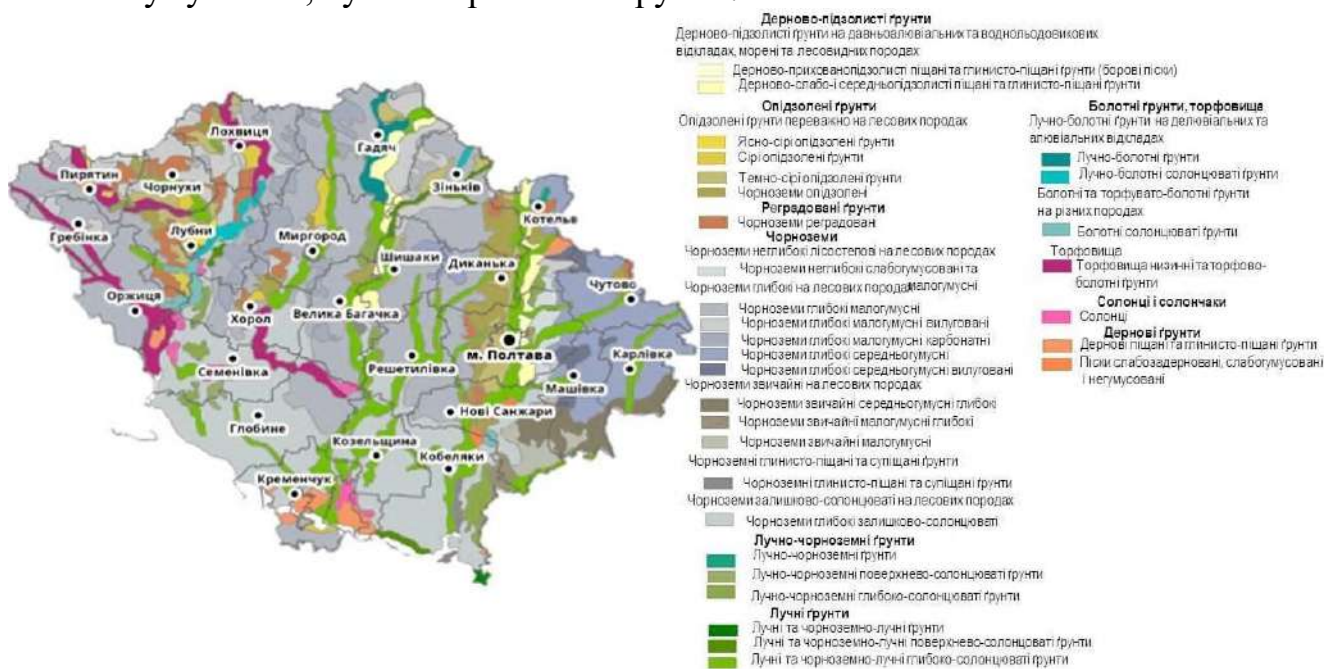 Дерново-підзолисті ґрунти
Дерново-підзолисті ґрунти на давньоалювіальних та воднольодовикових
відкладах, морені та лесовидних породах
Дерново-прихованопідзолисті піщані та глинисто-піщані ґрунти (борові піски)
Дерново-слабо-і середньопідзолисті піщані та глинисто-піщані ґрунти
Опідзолені ґрунти
Опідзолені ґрунти переважно на лесових породах
Ясно-сірі опідзолені ґрунти
Сірі опідзолені ґрунти
Темно-сірі опідзолені ґрунти
Чорноземи опідзолені
Реградовані ґрунти
Чорноземи реградовані
Чорноземи
Чорноземи неглибокі лісостепові на лесових породах
Чорноземи неглибокі слабогумусовані та
малогумусні
Чорноземи глибокі на лесових породах
Чорноземи глибокі малогумусні
Чорноземи глибокі малогумусні вилуговані
Чорноземи глибокі малогумусні карбонатні
Чорноземи глибокі середньогумусні
Чорноземи глибокі середньогумусні вилуговані
Чорноземи звичайні на лесових породах
Чорноземи звичайні середньогумусні глибокі
Чорноземи звичайні малогумусні глибокі
Чорноземи звичайні малогумусні
Чорноземні глинисто-піщані та супіщані ґрунти
Чорноземні глинисто-піщані та супіщані ґрунти
Чорноземи залишково-солонцюваті на лесових породах
Чорноземи глибокі залишково-солонцюваті
Лучно-чорноземні ґрунти
Лучно-чорноземні ґрунти
Лучно-чорноземні поверхнево-солонцюваті ґрунти
Лучно-чорноземні глибоко-солонцюваті ґрунти
Лучні ґрунти
Лучні та чорноземно-лучні ґрунти
Лучні та чорноземно-лучні поверхнево-солонцоваті ґрунти
Лучні та чорноземно-лучні глибоко-солонцюваті ґрунти
Болотні ґрунти, торфовища
Лучно-болотні ґрунти на делювіальних та
алювіальних відкладах
Лучно-болотні ґрунти
Лучно-болотні солонцюваті ґрунти
Болотні та торфувато-болотні ґрунти
на різних породах
Болотні солонцюваті ґрунти
Торфовища
Торфовища низинні та торфово-
болотні ґрунти
Солонці і солончаки
Солонці
Дернові ґрунти
Дернові піщані та глинисто-піщані ґрунти
Піски слабозадерновані, слабогумусовані
і негумусовані
Лохвиця
Гадяч
Пирятин
Чорнухи
Зіньків
Котельв
Гребінка
Лубни
Миргород
Шишаки
Диканька
Чутово
Оржиця
Хорол
Велика Багачка
м. Полтава
Карлівка
Семенівка
Решетилівка
Машівка
Глобине
Нові Санжари
Козельщина
Кобеляки
Кременчук